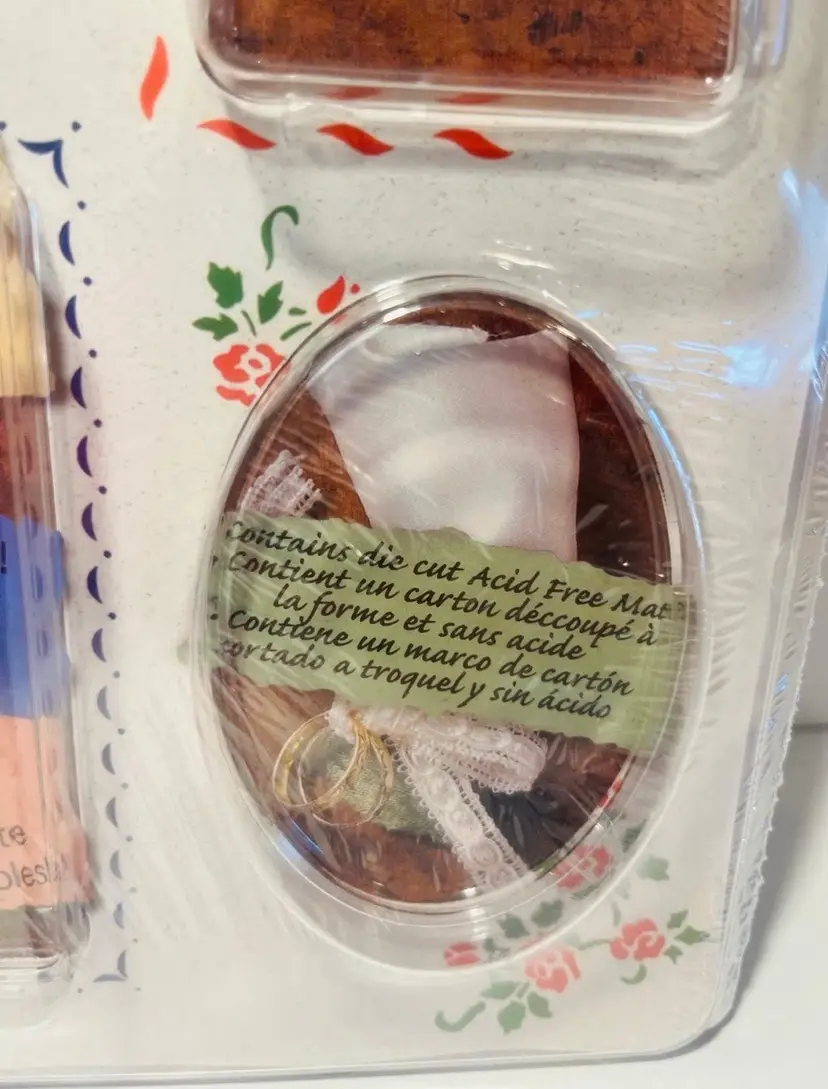 Contains die cut Acid Free Mat
Contient un carton déccoupé à
la forme et sans acide
Contiene un marco de cartón
cortado a troquel y sin ácido
!